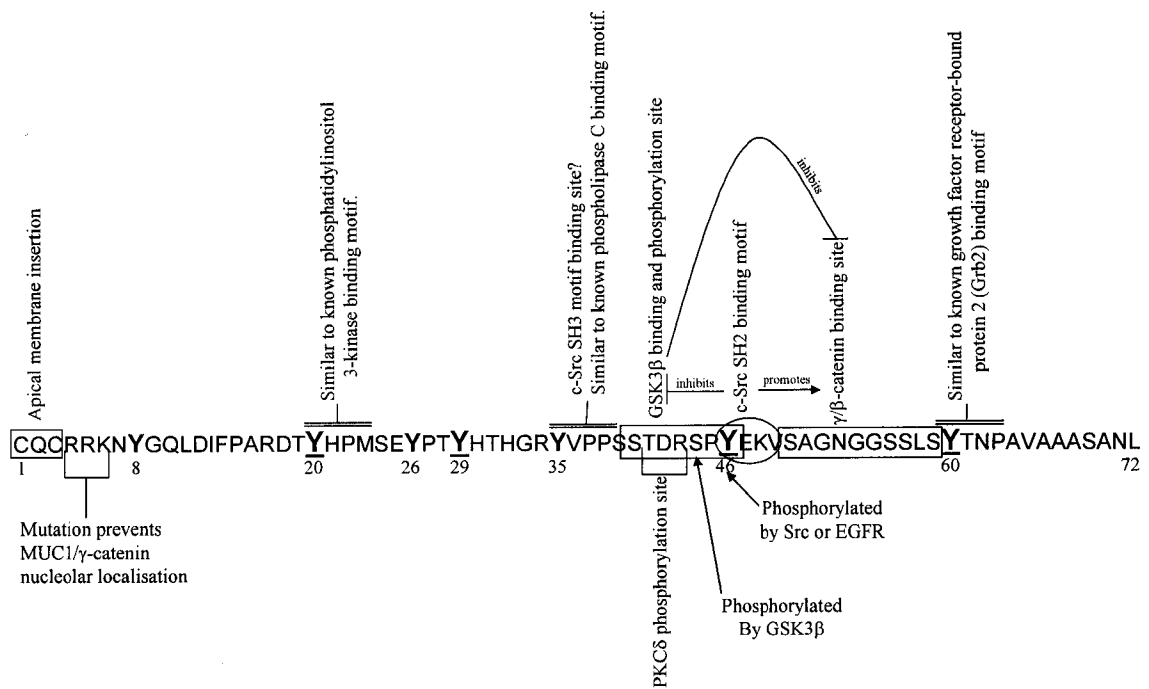 Apical membrane insertion
Similar to known phosphatidylinositol
3-kinase binding motif.
c-Src SH3 motif binding site?
Similar to known phospholipase C binding motif.
GSK3β binding and phosphorylation site
c-Src SH2 binding motif
γ/β-catenin binding site
Similar to known growth factor receptor-bound
protein 2 (Grb2) binding motif
inhibits
inhibits
promotes
CQCRRKNYGQLDIFPARDTYHPMSEYPTYHTHGRYVPPSSTDRSPYEKVSAGNGGSSLSYTNPAVAAASANL
1 8 20 26 29 35 46 60 72
Mutation prevents
MUC1/γ-catenin
nucleolar localisation
PKCδ phosphorylation site
Phosphorylated
by Src or EGFR
Phosphorylated
By GSK3β